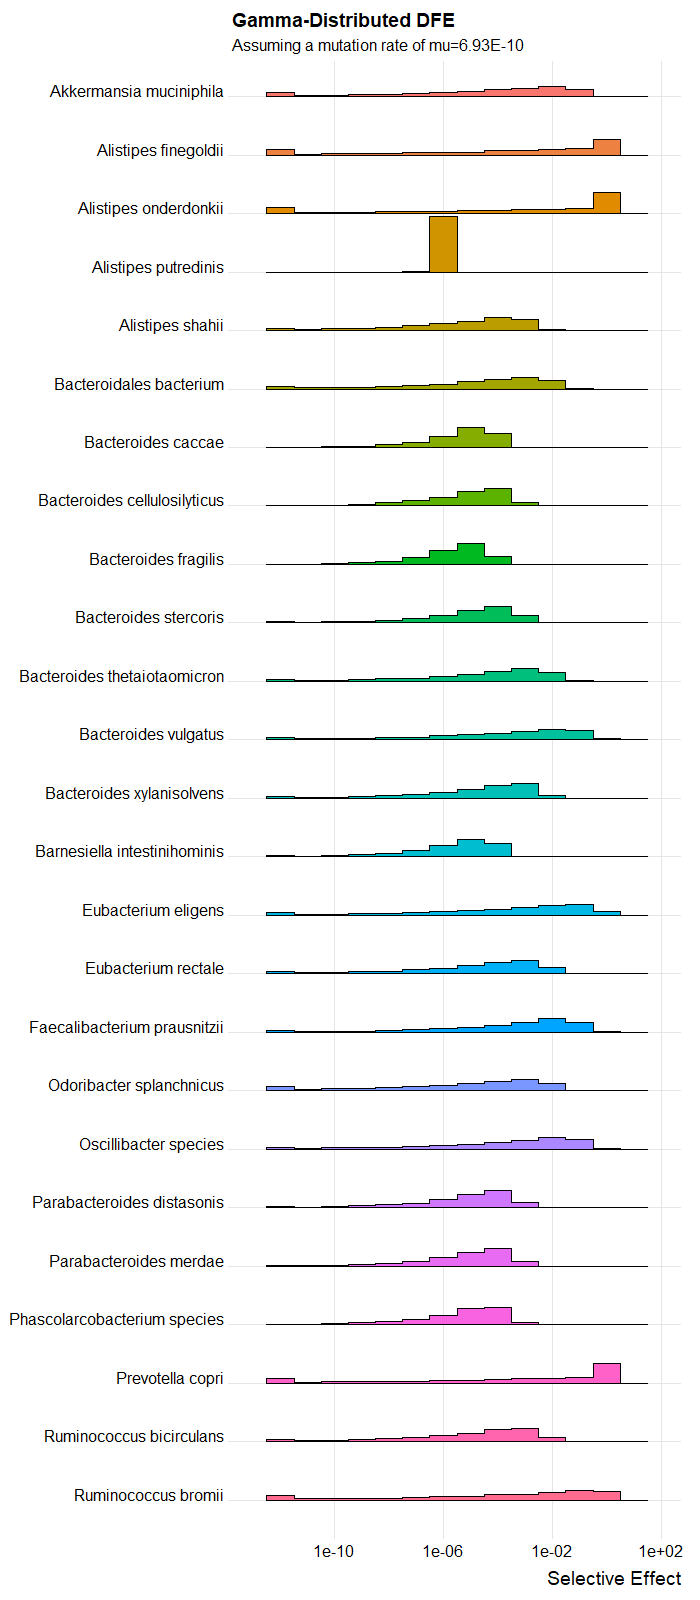 Gamma-Distributed DFE
Assuming a mutation rate of mu=6.93E-10
Akkermansia muciniphila
Alistipes finegoldii
Alistipes onderdonkii
Alistipes putredinis
Alistipes shahii
Bacteroidales bacterium
Bacteroides caccae
Bacteroides cellulosilyticus
Bacteroides fragilis
Bacteroides stercoris
Bacteroides thetaiotaomicron
Bacteroides vulgatus
Bacteroides xylanisolvens
Barnesiella intestinihominis
Eubacterium eligens
Eubacterium rectale
Faecalibacterium prausnitzii
Odoribacter splanchnicus
Oscillibacter species
Parabacteroides distasonis
Parabacteroides merdae
Phascolarcobacterium species
Prevotella copri
Ruminococcus bicirculans
Ruminococcus bromii
1e-10 1e-06 1e-02 1e+02
Selective Effect